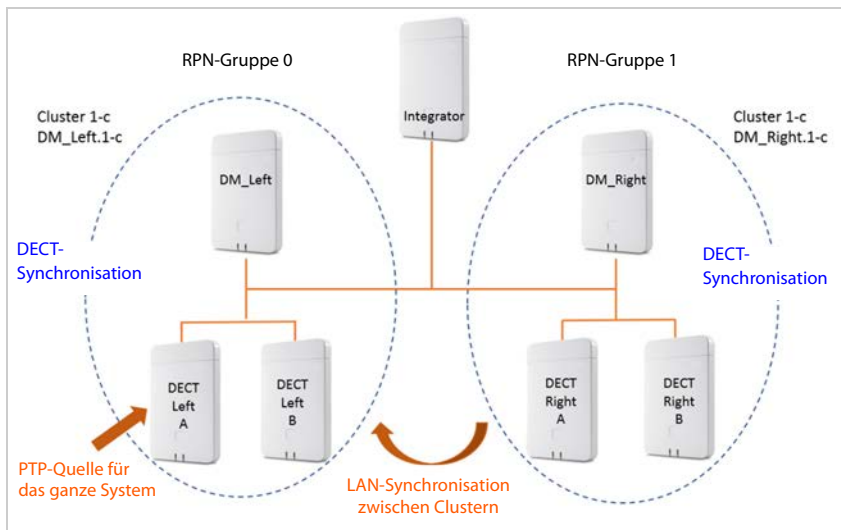 RPN-Gruppe 0
RPN-Gruppe 1
Integrator
Cluster 1-c
DM_Left.1-c
Cluster 1-c
DM_Right.1-c
DM_Left
DM_Right
DECT-
Synchronisation
DECT-
Synchronisation
DECT
Left
A
DECT
Left
B
DECT
Right
A
DECT
Right
B
PTP-Quelle für
das ganze System
LAN-Synchronisation
zwischen Clustern